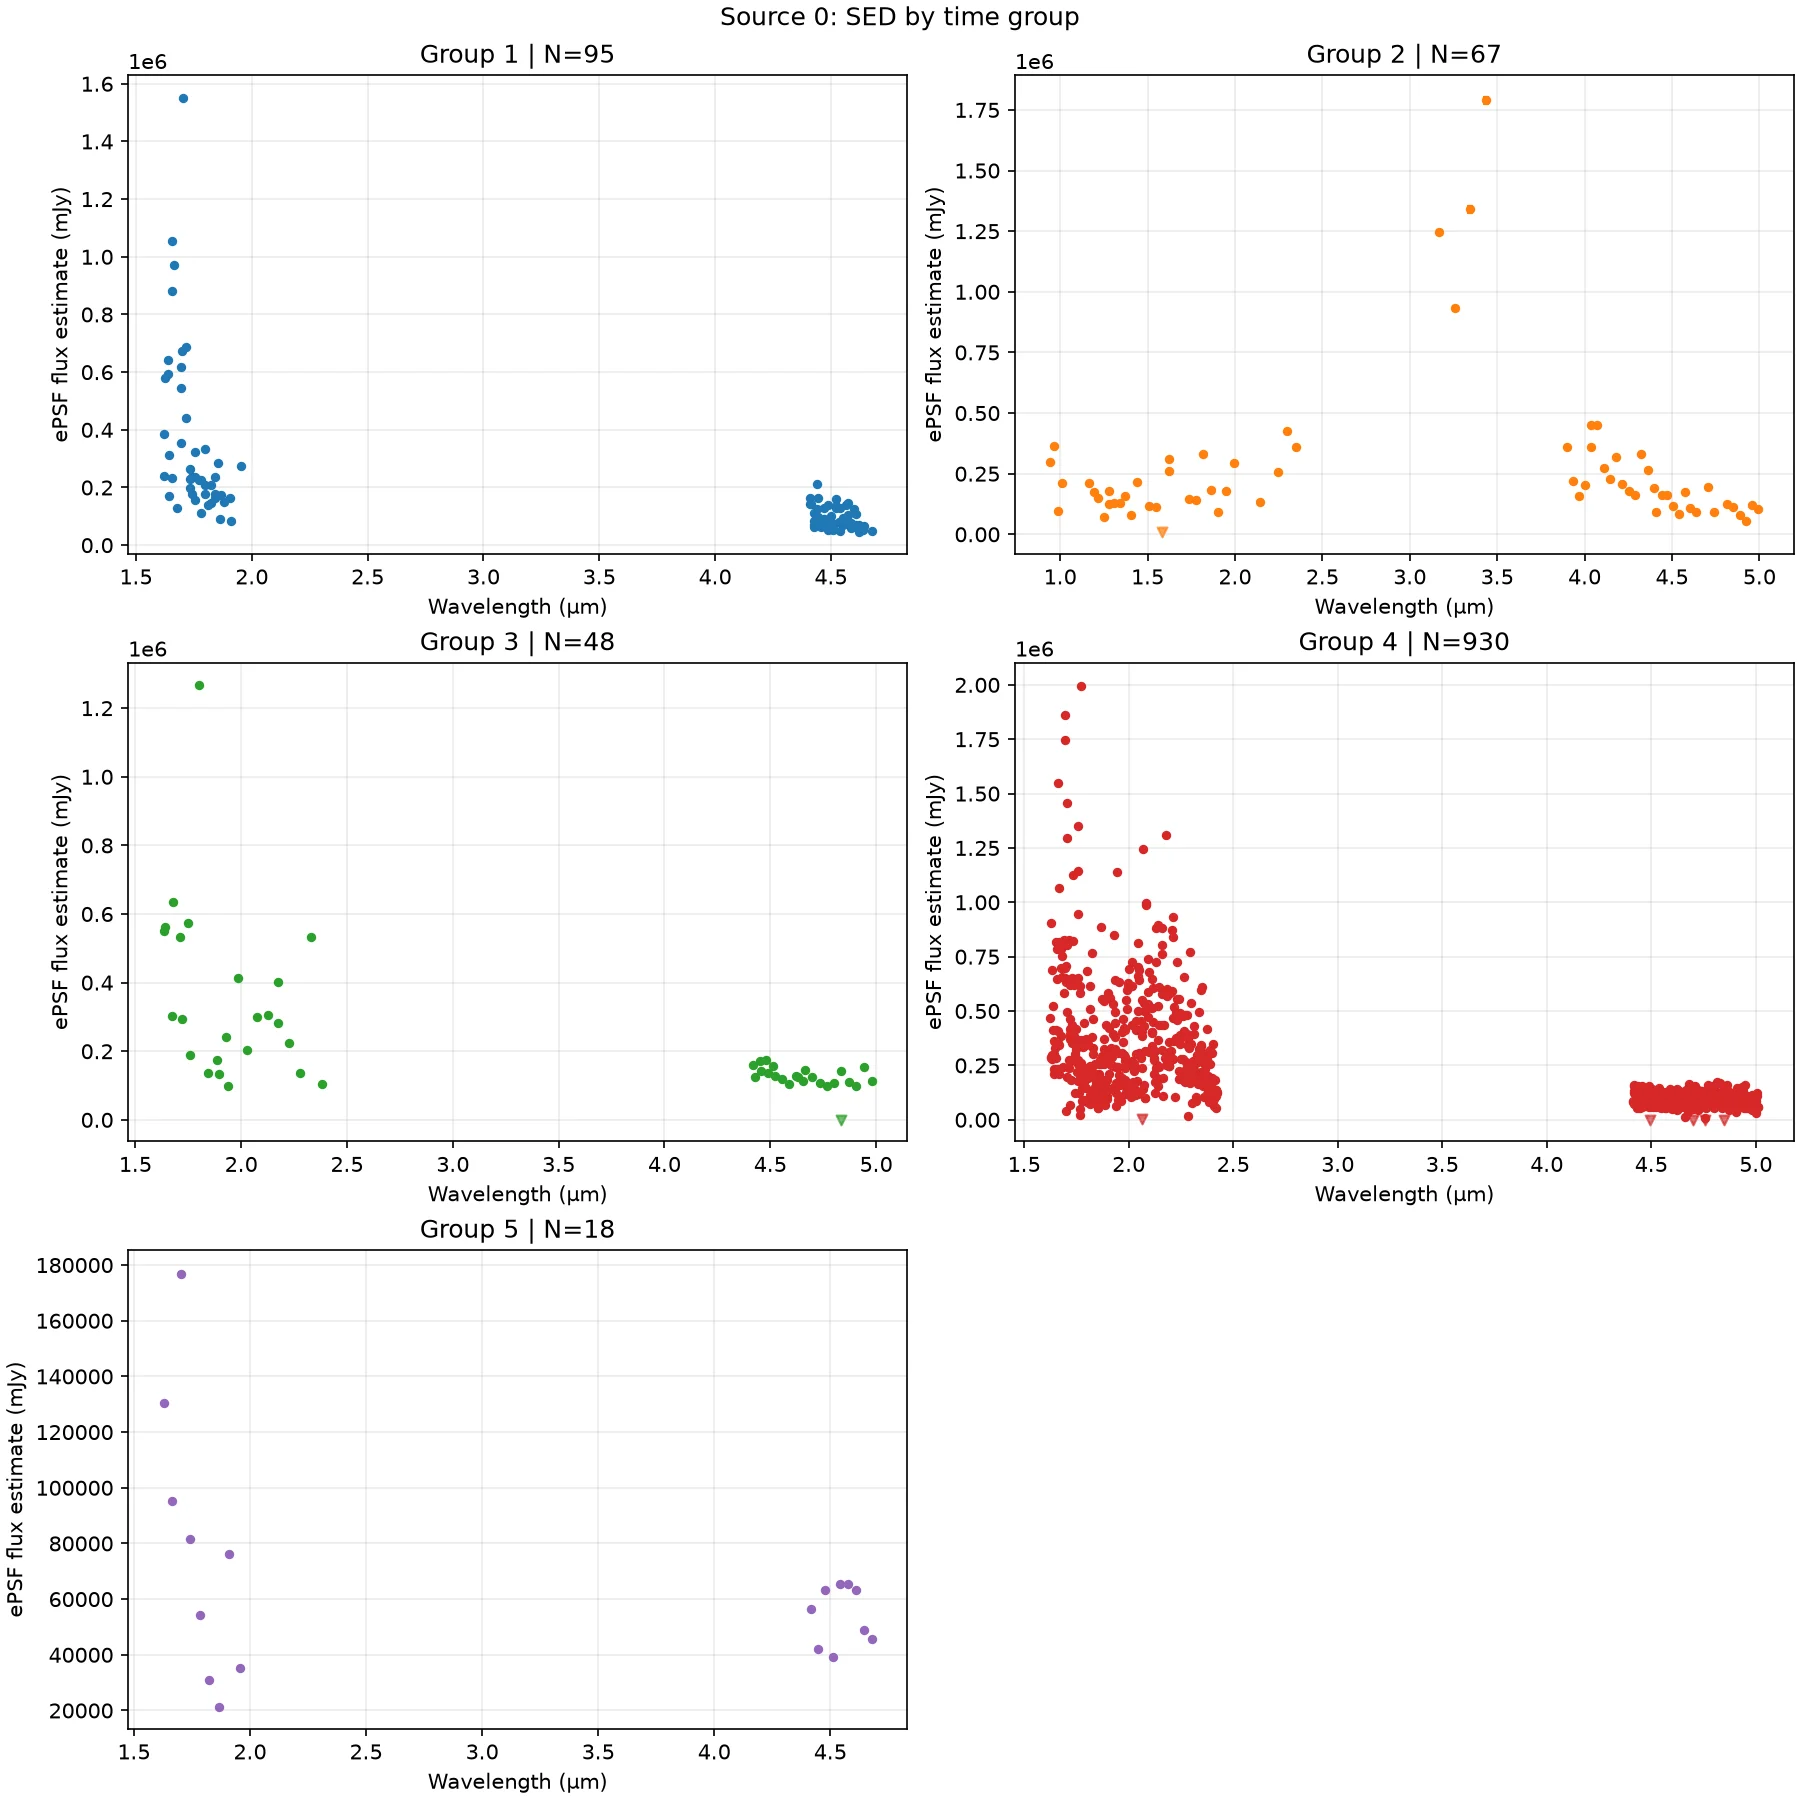 Source 0: SED by time group
Group 1 | N=95
1e6
1.6
1.4
1.2
1.0
0.8
0.6
0.4
0.2
0.0
ePSF flux estimate (mJy)
1.5 2.0 2.5 3.0 3.5 4.0 4.5
Wavelength (μm)
Group 2 | N=67
1e6
1.75
1.50
1.25
1.00
0.75
0.50
0.25
0.00
ePSF flux estimate (mJy)
1.0 1.5 2.0 2.5 3.0 3.5 4.0 4.5 5.0
Wavelength (μm)
Group 3 | N=48
1e6
1.2
1.0
0.8
0.6
0.4
0.2
0.0
ePSF flux estimate (mJy)
1.5 2.0 2.5 3.0 3.5 4.0 4.5 5.0
Wavelength (μm)
Group 4 | N=930
1e6
2.00
1.75
1.50
1.25
1.00
0.75
0.50
0.25
0.00
ePSF flux estimate (mJy)
1.5 2.0 2.5 3.0 3.5 4.0 4.5 5.0
Wavelength (μm)
Group 5 | N=18
180000
160000
140000
120000
100000
80000
60000
40000
20000
ePSF flux estimate (mJy)
1.5 2.0 2.5 3.0 3.5 4.0 4.5
Wavelength (μm)